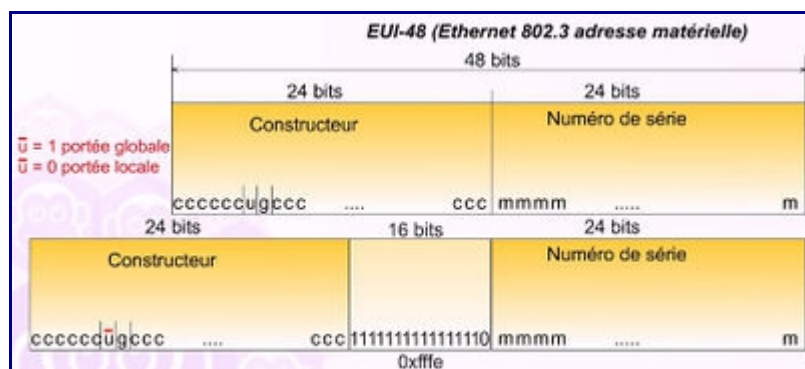 EUI-48 (Ethernet 802.3 adresse matérielle)
48 bits
24 bits 24 bits
Constructeur Numéro de série
ū = 1 portée globale
ū = 0 portée locale
ccccccugccc .... ccc mmmm ..... m
24 bits 16 bits 24 bits
Constructeur Numéro de série
ccccccūgccc .... ccc 1111111111111110 mmmm ..... m
0xfffe